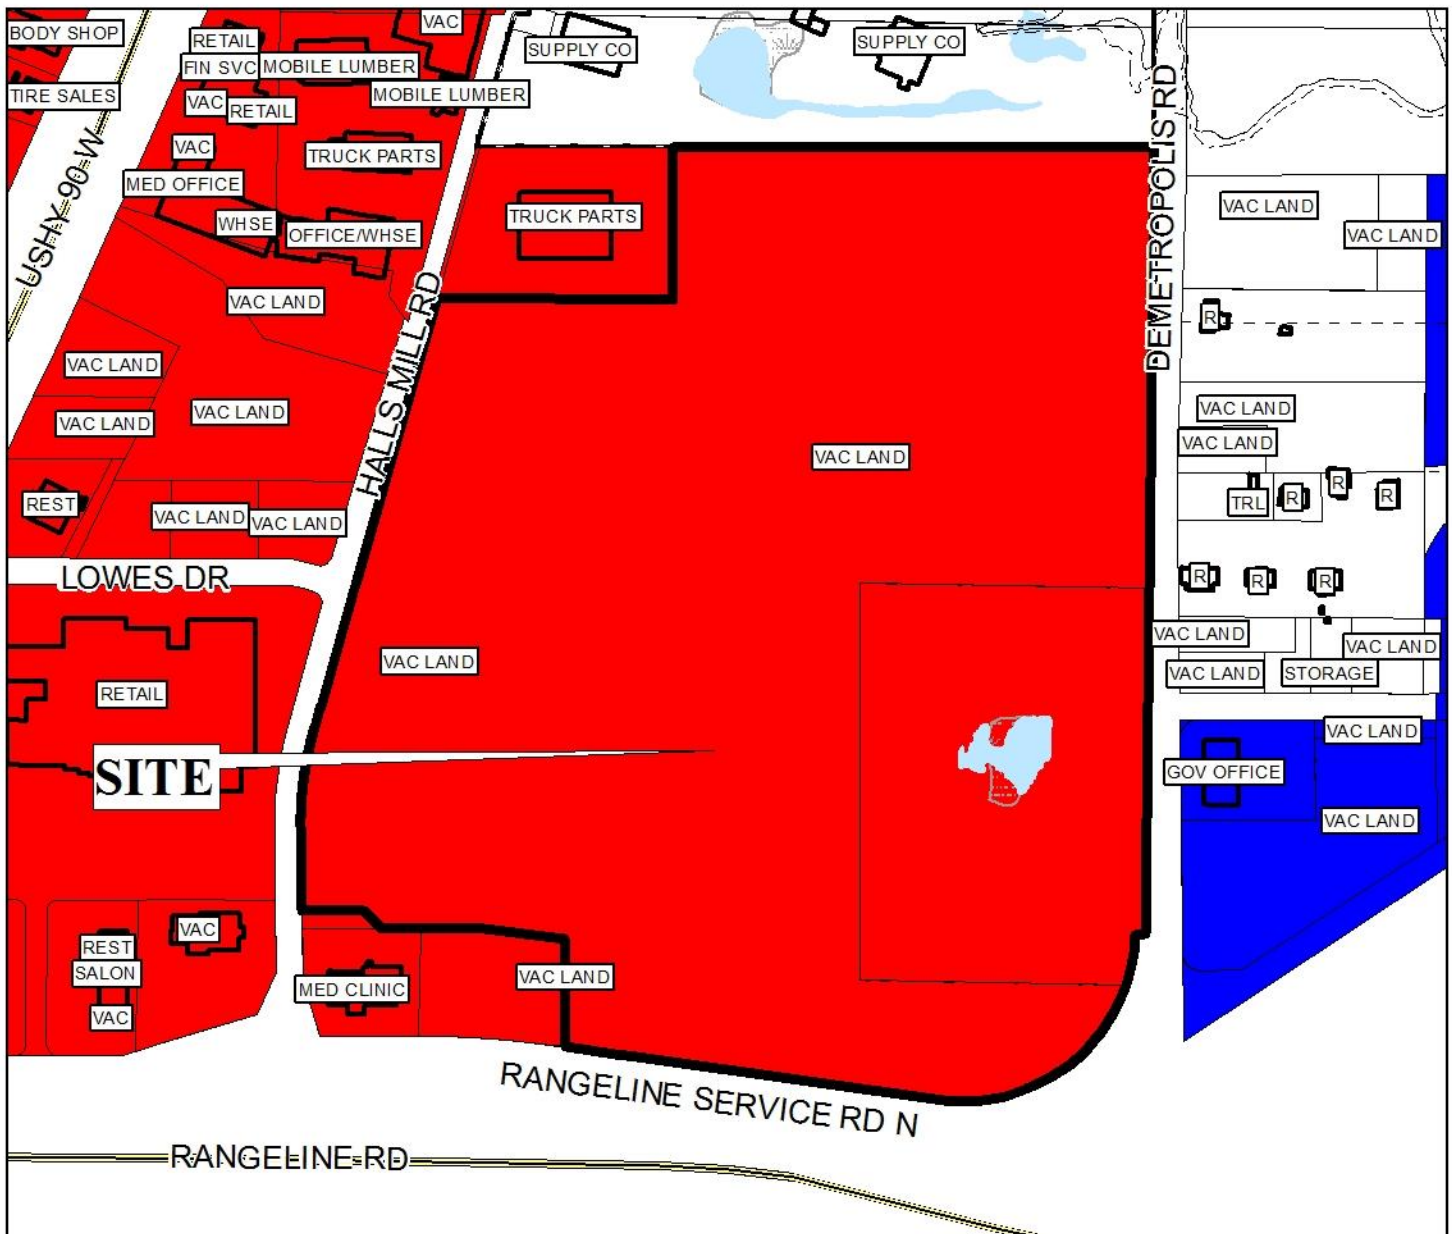 BODY SHOP
VAC
RETAIL
SUPPLY CO
SUPPLY CO
FIN SVC
MOBILE LUMBER
TIRE SALES
MOBILE LUMBER
VAC
RETAIL
VAC
TRUCK PARTS
MED OFFICE
WHSE
OFFICE/WHSE
TRUCK PARTS
VAC LAND
VAC LAND
USHY 90 W
DEMETROPOLIS RD
VAC LAND
R
VAC LAND
HALLS MILL RD
VAC LAND
VAC LAND
VAC LAND
VAC LAND
VAC LAND
VAC LAND
REST
VAC LAND
VAC LAND
TRL
R
R
R
LOWES DR
R
R
R
VAC LAND
VAC LAND
VAC LAND
VAC LAND
STORAGE
RETAIL
VAC LAND
SITE
GOV OFFICE
VAC LAND
VAC
REST
SALON
VAC
MED CLINIC
VAC LAND
RANGELINE SERVICE RD N
RANGELINE RD